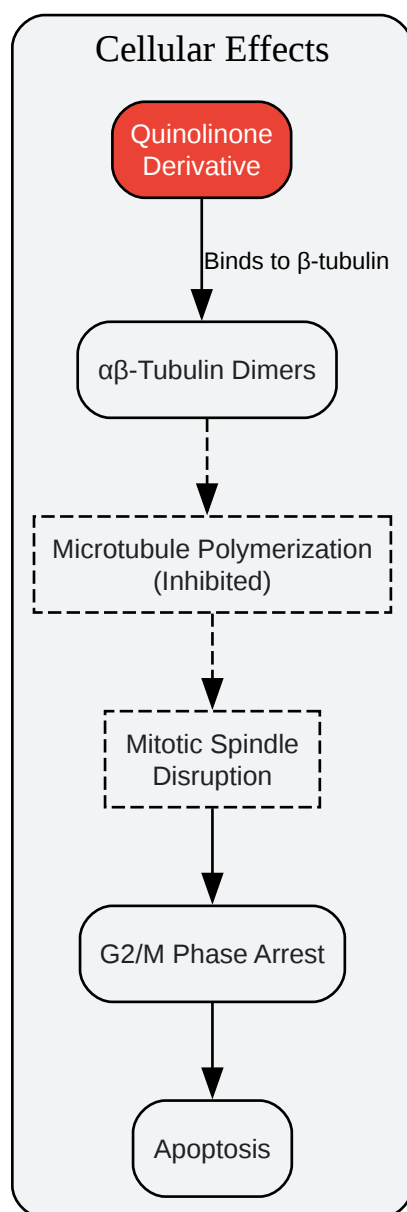 Cellular Effects
Quinolinone
Derivative
Binds to β-tubulin
αβ-Tubulin Dimers
Microtubule Polymerization
(Inhibited)
Mitotic Spindle
Disruption
G2/M Phase Arrest
Apoptosis